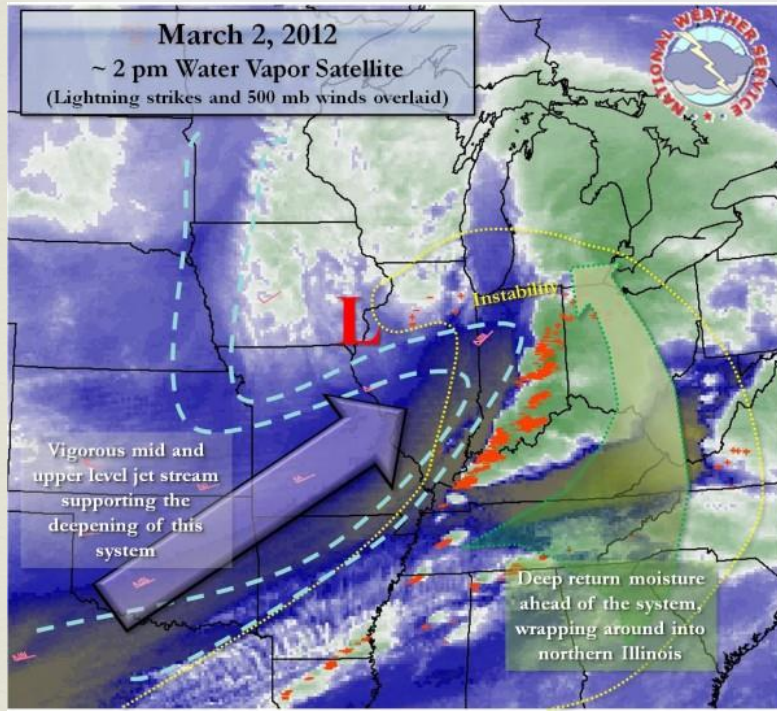 March 2, 2012
~ 2 pm Water Vapor Satellite
(Lightning strikes and 500 mb winds overlaid)
NATIONAL WEATHER SERVICE
Instability
L
Vigorous mid and
upper level jet stream
supporting the
deepening of this
system
Deep return moisture
ahead of the system,
wrapping around into
northern Illinois